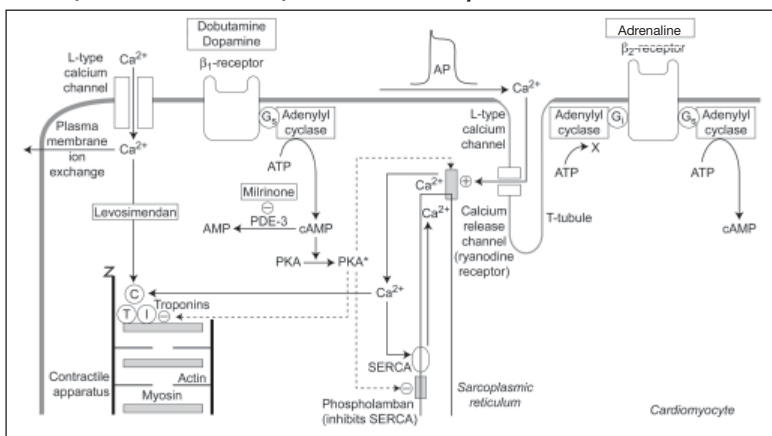 Dobutamine
Dopamine
β1-receptor
L-type
calcium
channel
Ca2+
AP
Ca2+
Adrenaline
β2-receptor
Gs
Adenylyl
cyclase
L-type
calcium
channel
Adenylyl
cyclase
Gi
Gs
Adenylyl
cyclase
Plasma
membrane
ion
exchange
Ca2+
ATP
ATP
X
ATP
Ca2+
+
Ca2+
Calcium
release
channel
(ryanodine
receptor)
T-tubule
Milrinone
−
PDE-3
AMP
cAMP
cAMP
Levosimendan
PKA
PKA*
Z
C
Troponins
T
I
−
Ca2+
SERCA
Contractile
apparatus
Actin
Myosin
−
Phospholamban
(inhibits SERCA)
Sarcoplasmic
reticulum
Cardiomyocyte